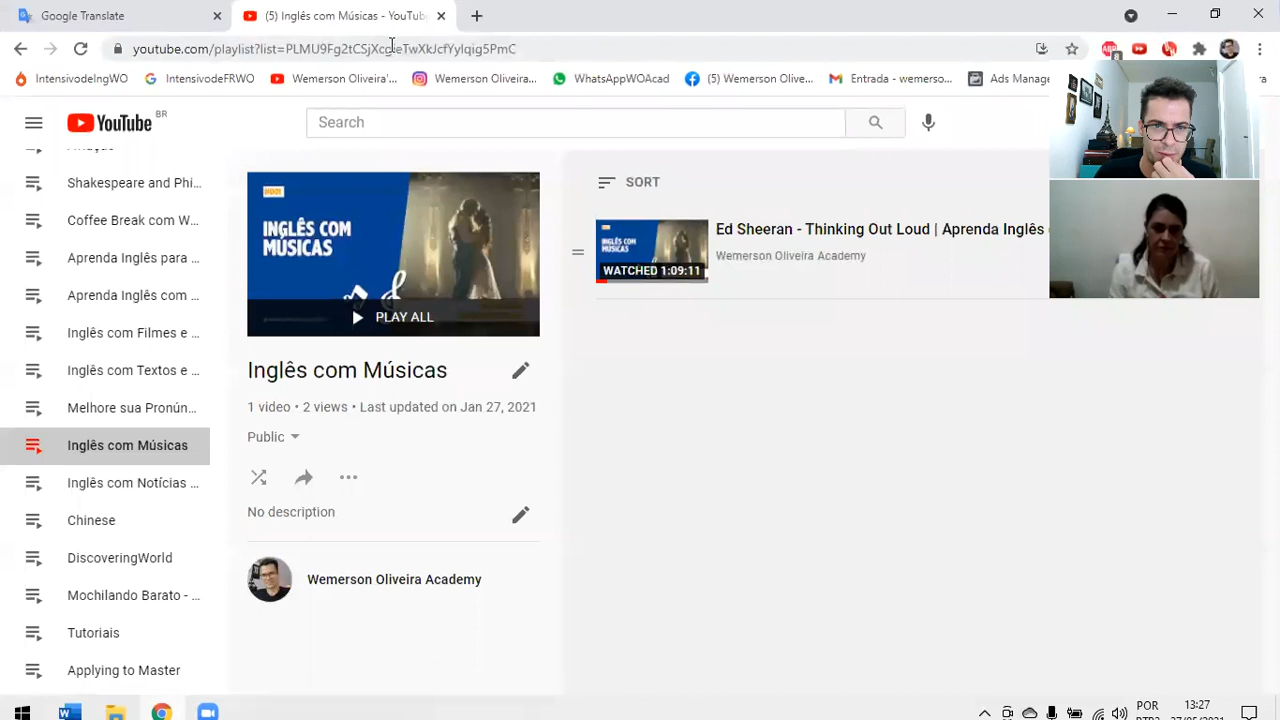 Google Translate
(5) Inglês com Músicas - YouTube
IntensivodeIngWO
IntensivodeFRWO
Wemerson Oliveira'...
Wemerson Oliveira...
WhatsAppWOAcad
(5) Wemerson Olive...
Entrada - wemerso...
Ads Manage
YouTube BR
Search
Shakespeare and Phi...
Coffee Break com W...
Aprenda Inglês para ...
Aprenda Inglês com ...
Inglês com Filmes e ...
Inglês com Textos e ...
Melhore sua Pronún...
Inglês com Músicas
Inglês com Notícias ...
Chinese
DiscoveringWorld
Mochilando Barato - ...
Tutoriais
Applying to Master
INGLÊS COM
MÚSICAS
PLAY ALL
Inglês com Músicas
1 video • 2 views • Last updated on Jan 27, 2021
Public
No description
Wemerson Oliveira Academy
SORT
INGLÊS COM
MÚSICAS
WATCHED 1:09:11
Ed Sheeran - Thinking Out Loud | Aprenda Inglês
Wemerson Oliveira Academy
POR
13:27